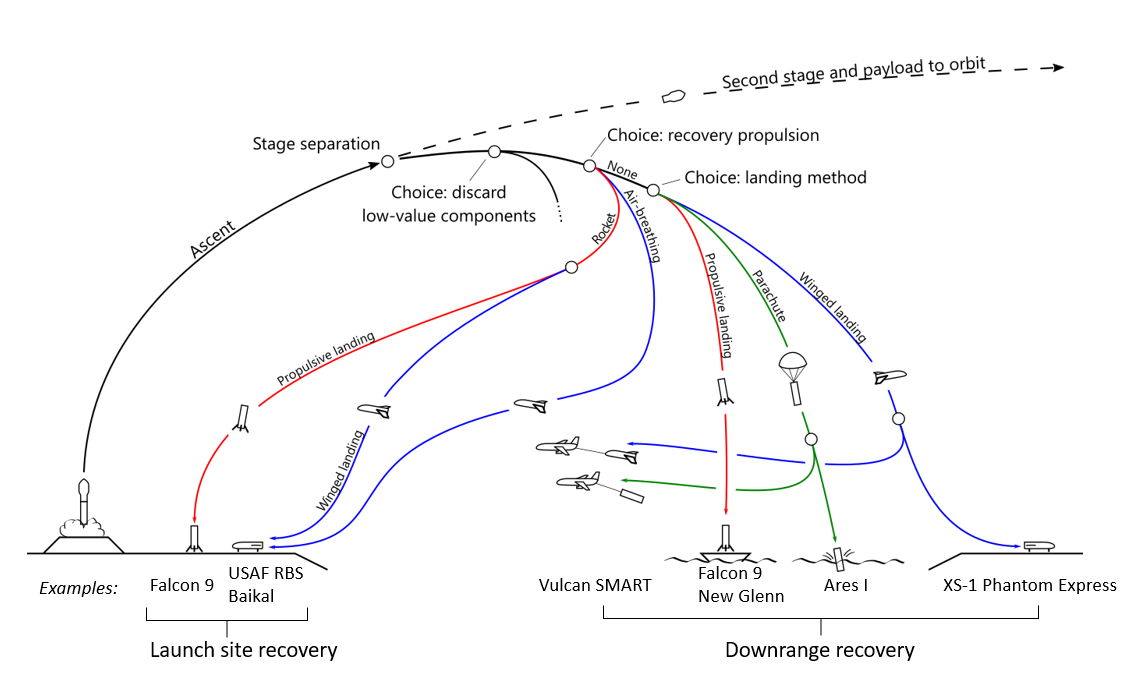 Second stage and payload to orbit
Stage separation
Choice: recovery propulsion
None
Choice: landing method
Choice: discard
low-value components
Ascent
Rocket
Air-breathing
Propulsive landing
Parachute
Winged landing
Propulsive landing
Winged landing
Examples:
Falcon 9
USAF RBS
Baikal
Vulcan SMART
Falcon 9
New Glenn
Ares I
XS-1 Phantom Express
Launch site recovery
Downrange recovery